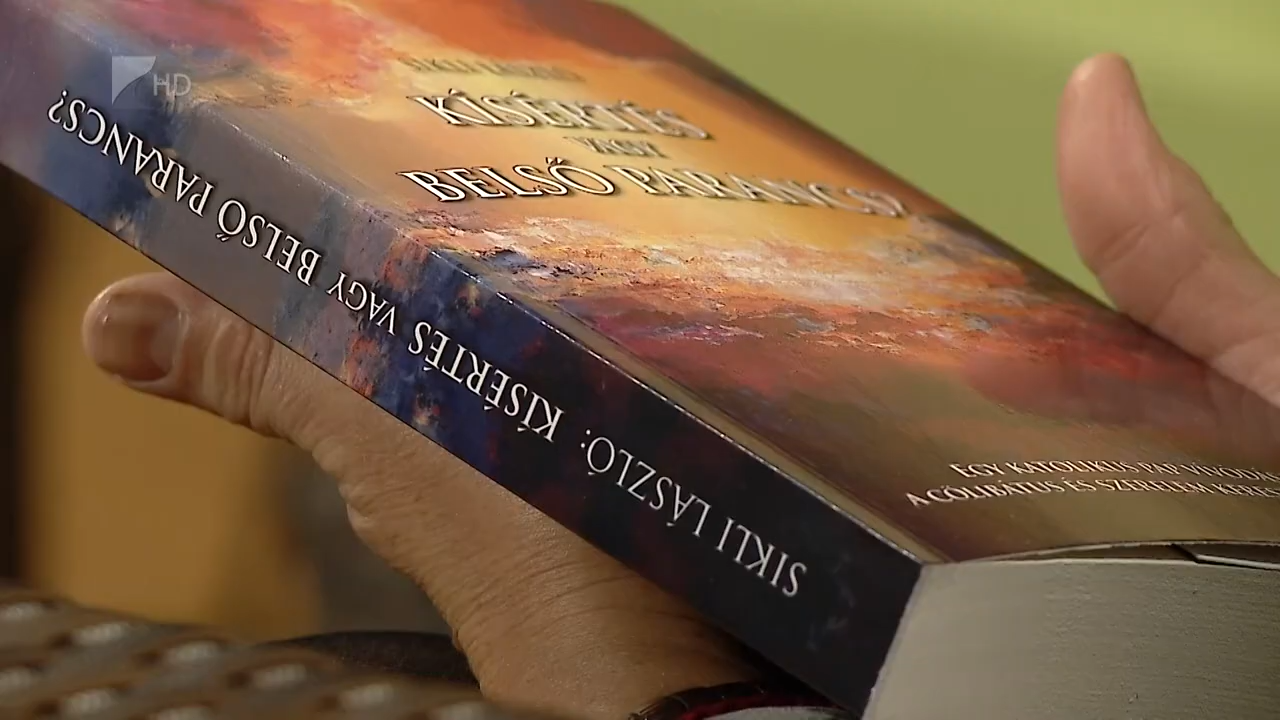 HD
SIKLI LÁSZLÓ
KÍSÉRTÉS
VAGY
BELSŐ PARANCS?
SIKLI LÁSZLÓ: KÍSÉRTÉS VAGY BELSŐ PARANCS?
EGY KATOLIKUS PAP
A CÖLIBÁTUS ÉS SZERELEM